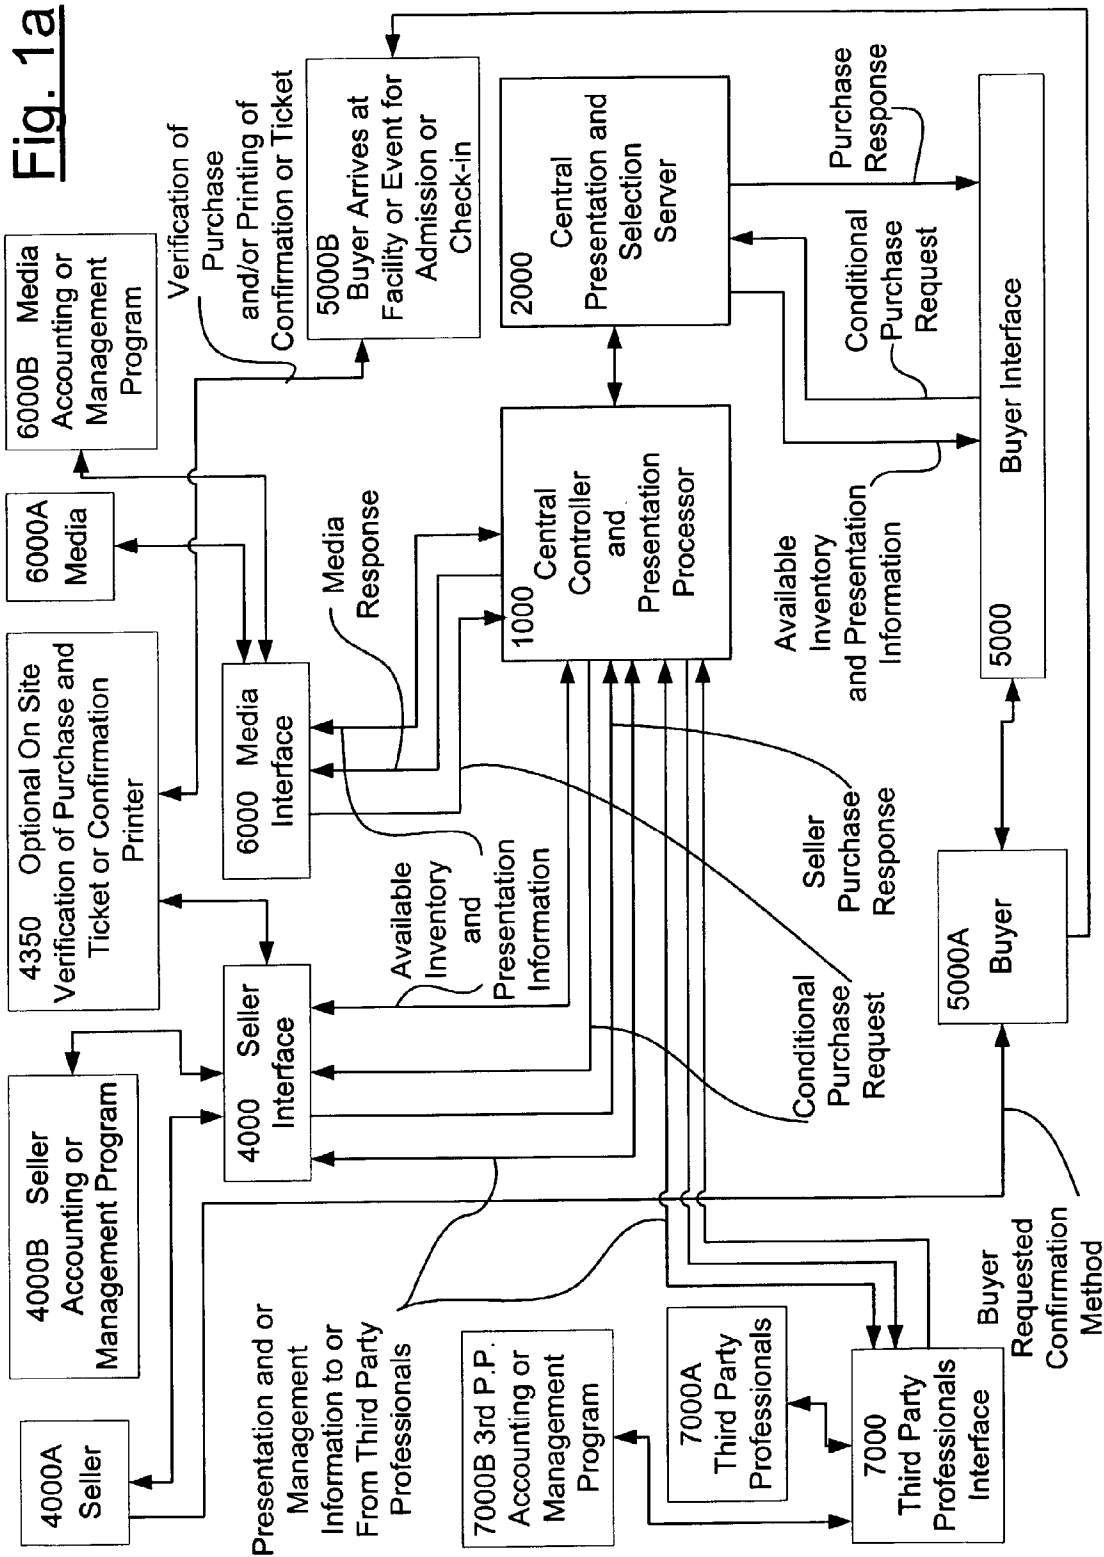 Fig. 1a
4000A
Seller
4000B Seller
Accounting or
Management Program
4350 Optional On Site
Verification of Purchase and
Ticket or Confirmation
Printer
6000A
Media
6000B Media
Accounting or
Management
Program
Verification of
Purchase
and/or Printing of
Confirmation or Ticket
4000 Seller
Interface
6000 Media
Interface
5000B
Buyer Arrives at
Facility or Event for
Admission or
Check-in
Presentation and or
Management
Information to or
From Third Party
Professionals
Available
Inventory
and
Presentation
Information
Media
Response
7000B 3rd P.P.
Accounting or
Management
Program
1000
Central
Controller
and
Presentation
Processor
2000
Central
Presentation and
Selection
Server
7000A
Third Party
Professionals
Conditional
Purchase
Request
Seller
Purchase
Response
Available
Inventory
and Presentation
Information
Conditional
Purchase
Request
Purchase
Response
7000
Third Party
Professionals
Interface
Buyer
Requested
Confirmation
Method
5000A
Buyer
5000
Buyer Interface